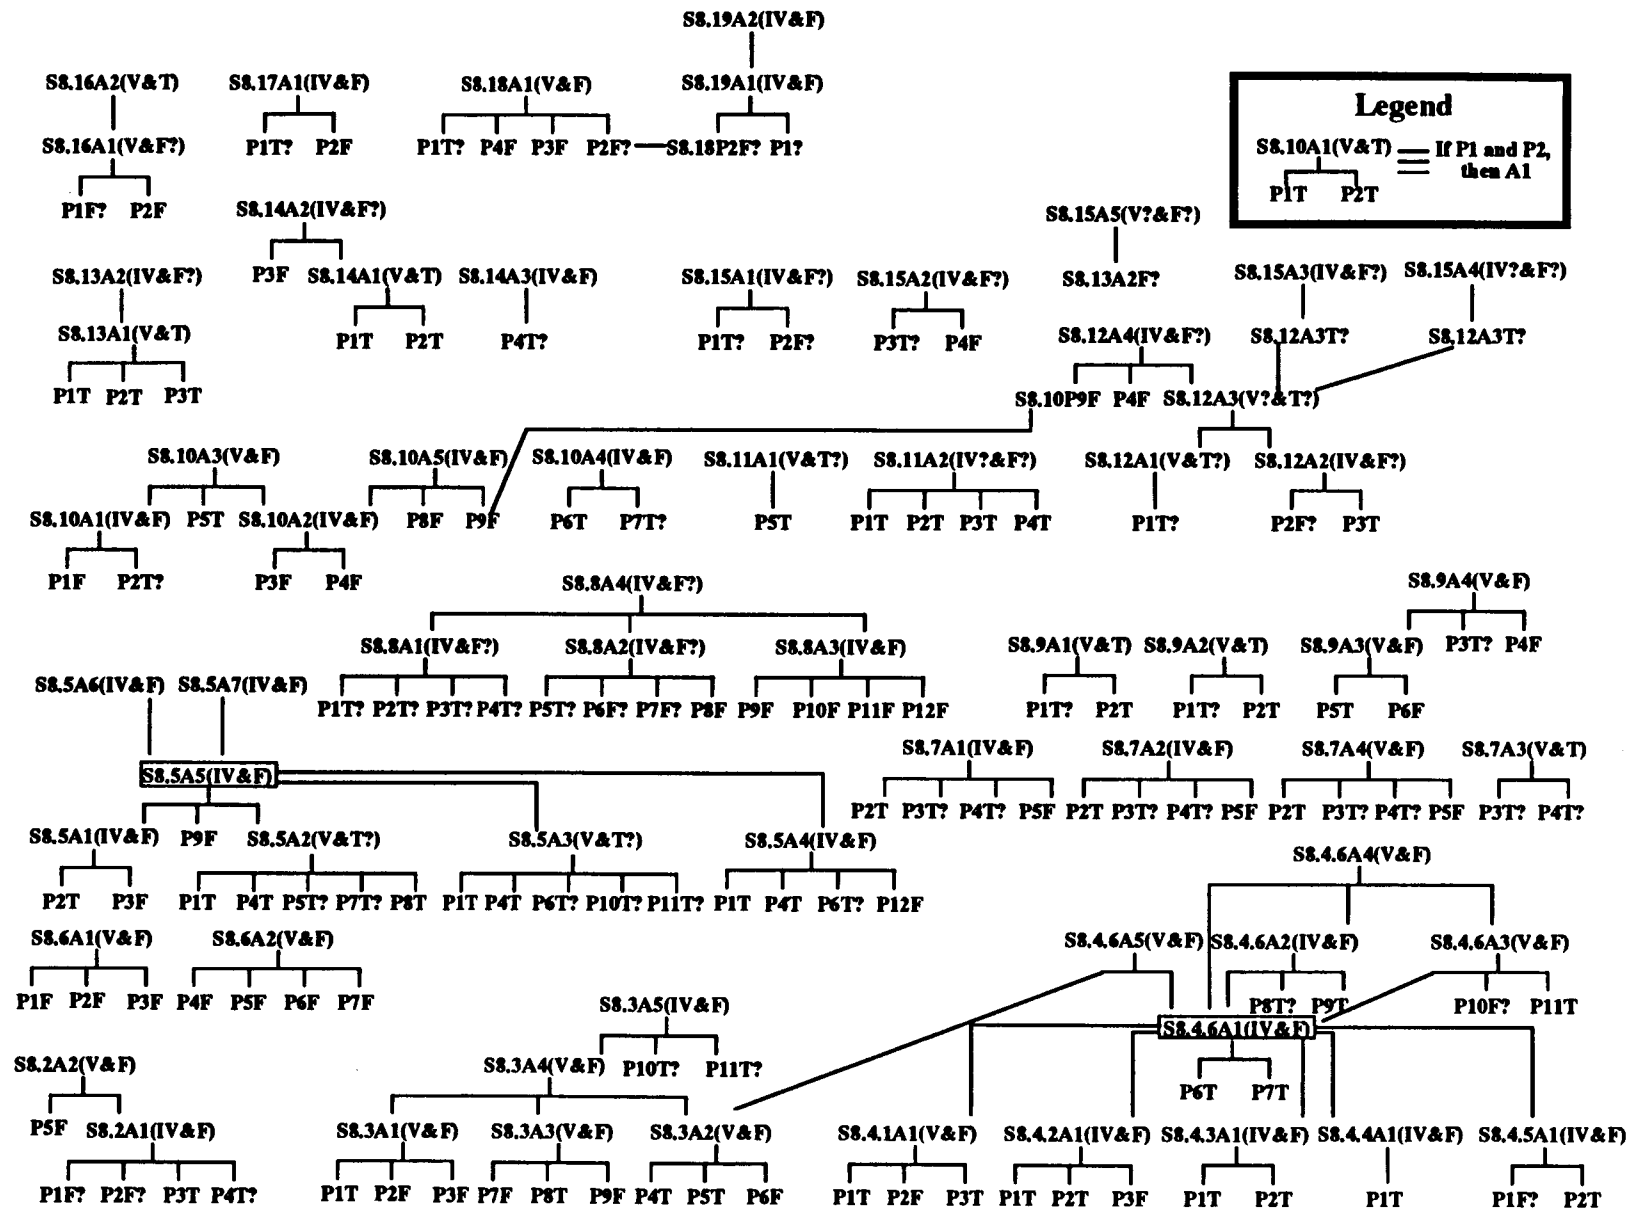 S8.19A2(IV&F)
S8.16A2(V&T) S8.17A1(IV&F) S8.18A1(V&F) S8.19A1(IV&F)
Legend
S8.16A1(V&F?) P1T? P2F P1T? P4F P3F P2F? S8.18P2F? P1?
S8.10A1(V&T) If P1 and P2,
then A1
P1T P2T
P1F? P2F S8.14A2(IV&F?) S8.15A5(V?&F?)
S8.13A2(IV&F?) P3F S8.14A1(V&T) S8.14A3(IV&F) S8.15A1(IV&F?) S8.15A2(IV&F?) S8.13A2F? S8.15A3(IV&F?) S8.15A4(IV?&F?)
S8.13A1(V&T) P1T P2T P4T? P1T? P2F? P3T? P4F S8.12A4(IV&F?) S8.12A3T? S8.12A3T?
P1T P2T P3T S8.10P9F P4F S8.12A3(V?&T?)
S8.10A3(V&F) S8.10A5(IV&F) S8.10A4(IV&F) S8.11A1(V&T?) S8.11A2(IV?&F?) S8.12A1(V&T?) S8.12A2(IV&F?)
S8.10A1(IV&F) P5T S8.10A2(IV&F) P8F P9F P6T P7T? P5T P1T P2T P3T P4T P1T? P2F? P3T
P1F P2T? P3F P4F S8.8A4(IV&F?) S8.9A4(V&F)
S8.8A1(IV&F?) S8.8A2(IV&F?) S8.8A3(IV&F) S8.9A1(V&T) S8.9A2(V&T) S8.9A3(V&F) P3T? P4F
S8.5A6(IV&F) S8.5A7(IV&F) P1T? P2T? P3T? P4T? P5T? P6F? P7F? P8F P9F P10F P11F P12F P1T? P2T P1T? P2T P5T P6F
S8.7A1(IV&F) S8.7A2(IV&F) S8.7A4(V&F) S8.7A3(V&T)
S8.5A5(IV&F)
P2T P3T? P4T? P5F P2T P3T? P4T? P5F P2T P3T? P4T? P5F P3T? P4T?
S8.5A1(IV&F) P9F S8.5A2(V&T?) S8.5A3(V&T?) S8.5A4(IV&F) S8.4.6A4(V&F)
P2T P3F P1T P4T P5T? P7T? P8T P1T P4T P6T? P10T? P11T? P1T P4T P6T? P12F
S8.6A1(V&F) S8.6A2(V&F) S8.4.6A5(V&F) S8.4.6A2(IV&F) S8.4.6A3(V&F)
P1F P2F P3F P4F P5F P6F P7F S8.3A5(IV&F) P8T? P9T P10F? P11T
S8.4.6A1(IV&F)
S8.2A2(V&F) S8.3A4(V&F) P10T? P11T? P6T P7T
P5F S8.2A1(IV&F) S8.3A1(V&F) S8.3A3(V&F) S8.3A2(V&F) S8.4.1A1(V&F) S8.4.2A1(IV&F) S8.4.3A1(IV&F) S8.4.4A1(IV&F) S8.4.5A1(IV&F)
P1F? P2F? P3T P4T? P1T P2F P3F P7F P8T P9F P4T P5T P6F P1T P2F P3T P1T P2T P3F P1T P2T P1T P1F? P2T